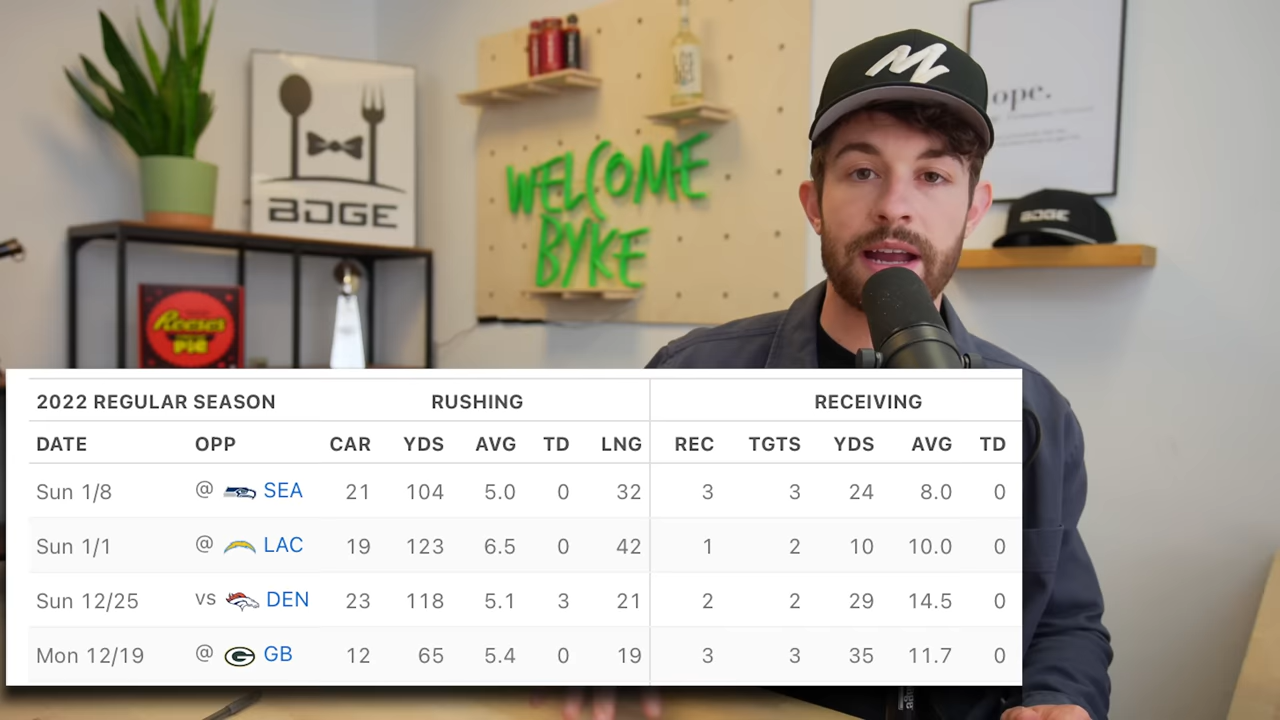 BDGE
WELCOME
BYKE
ope.
M
BDGE
Reese's
PIE
2022 REGULAR SEASON RUSHING RECEIVING
DATE OPP CAR YDS AVG TD LNG REC TGTS YDS AVG TD
Sun 1/8 @ SEA 21 104 5.0 0 32 3 3 24 8.0 0
Sun 1/1 @ LAC 19 123 6.5 0 42 1 2 10 10.0 0
Sun 12/25 vs DEN 23 118 5.1 3 21 2 2 29 14.5 0
Mon 12/19 @ G GB 12 65 5.4 0 19 3 3 35 11.7 0